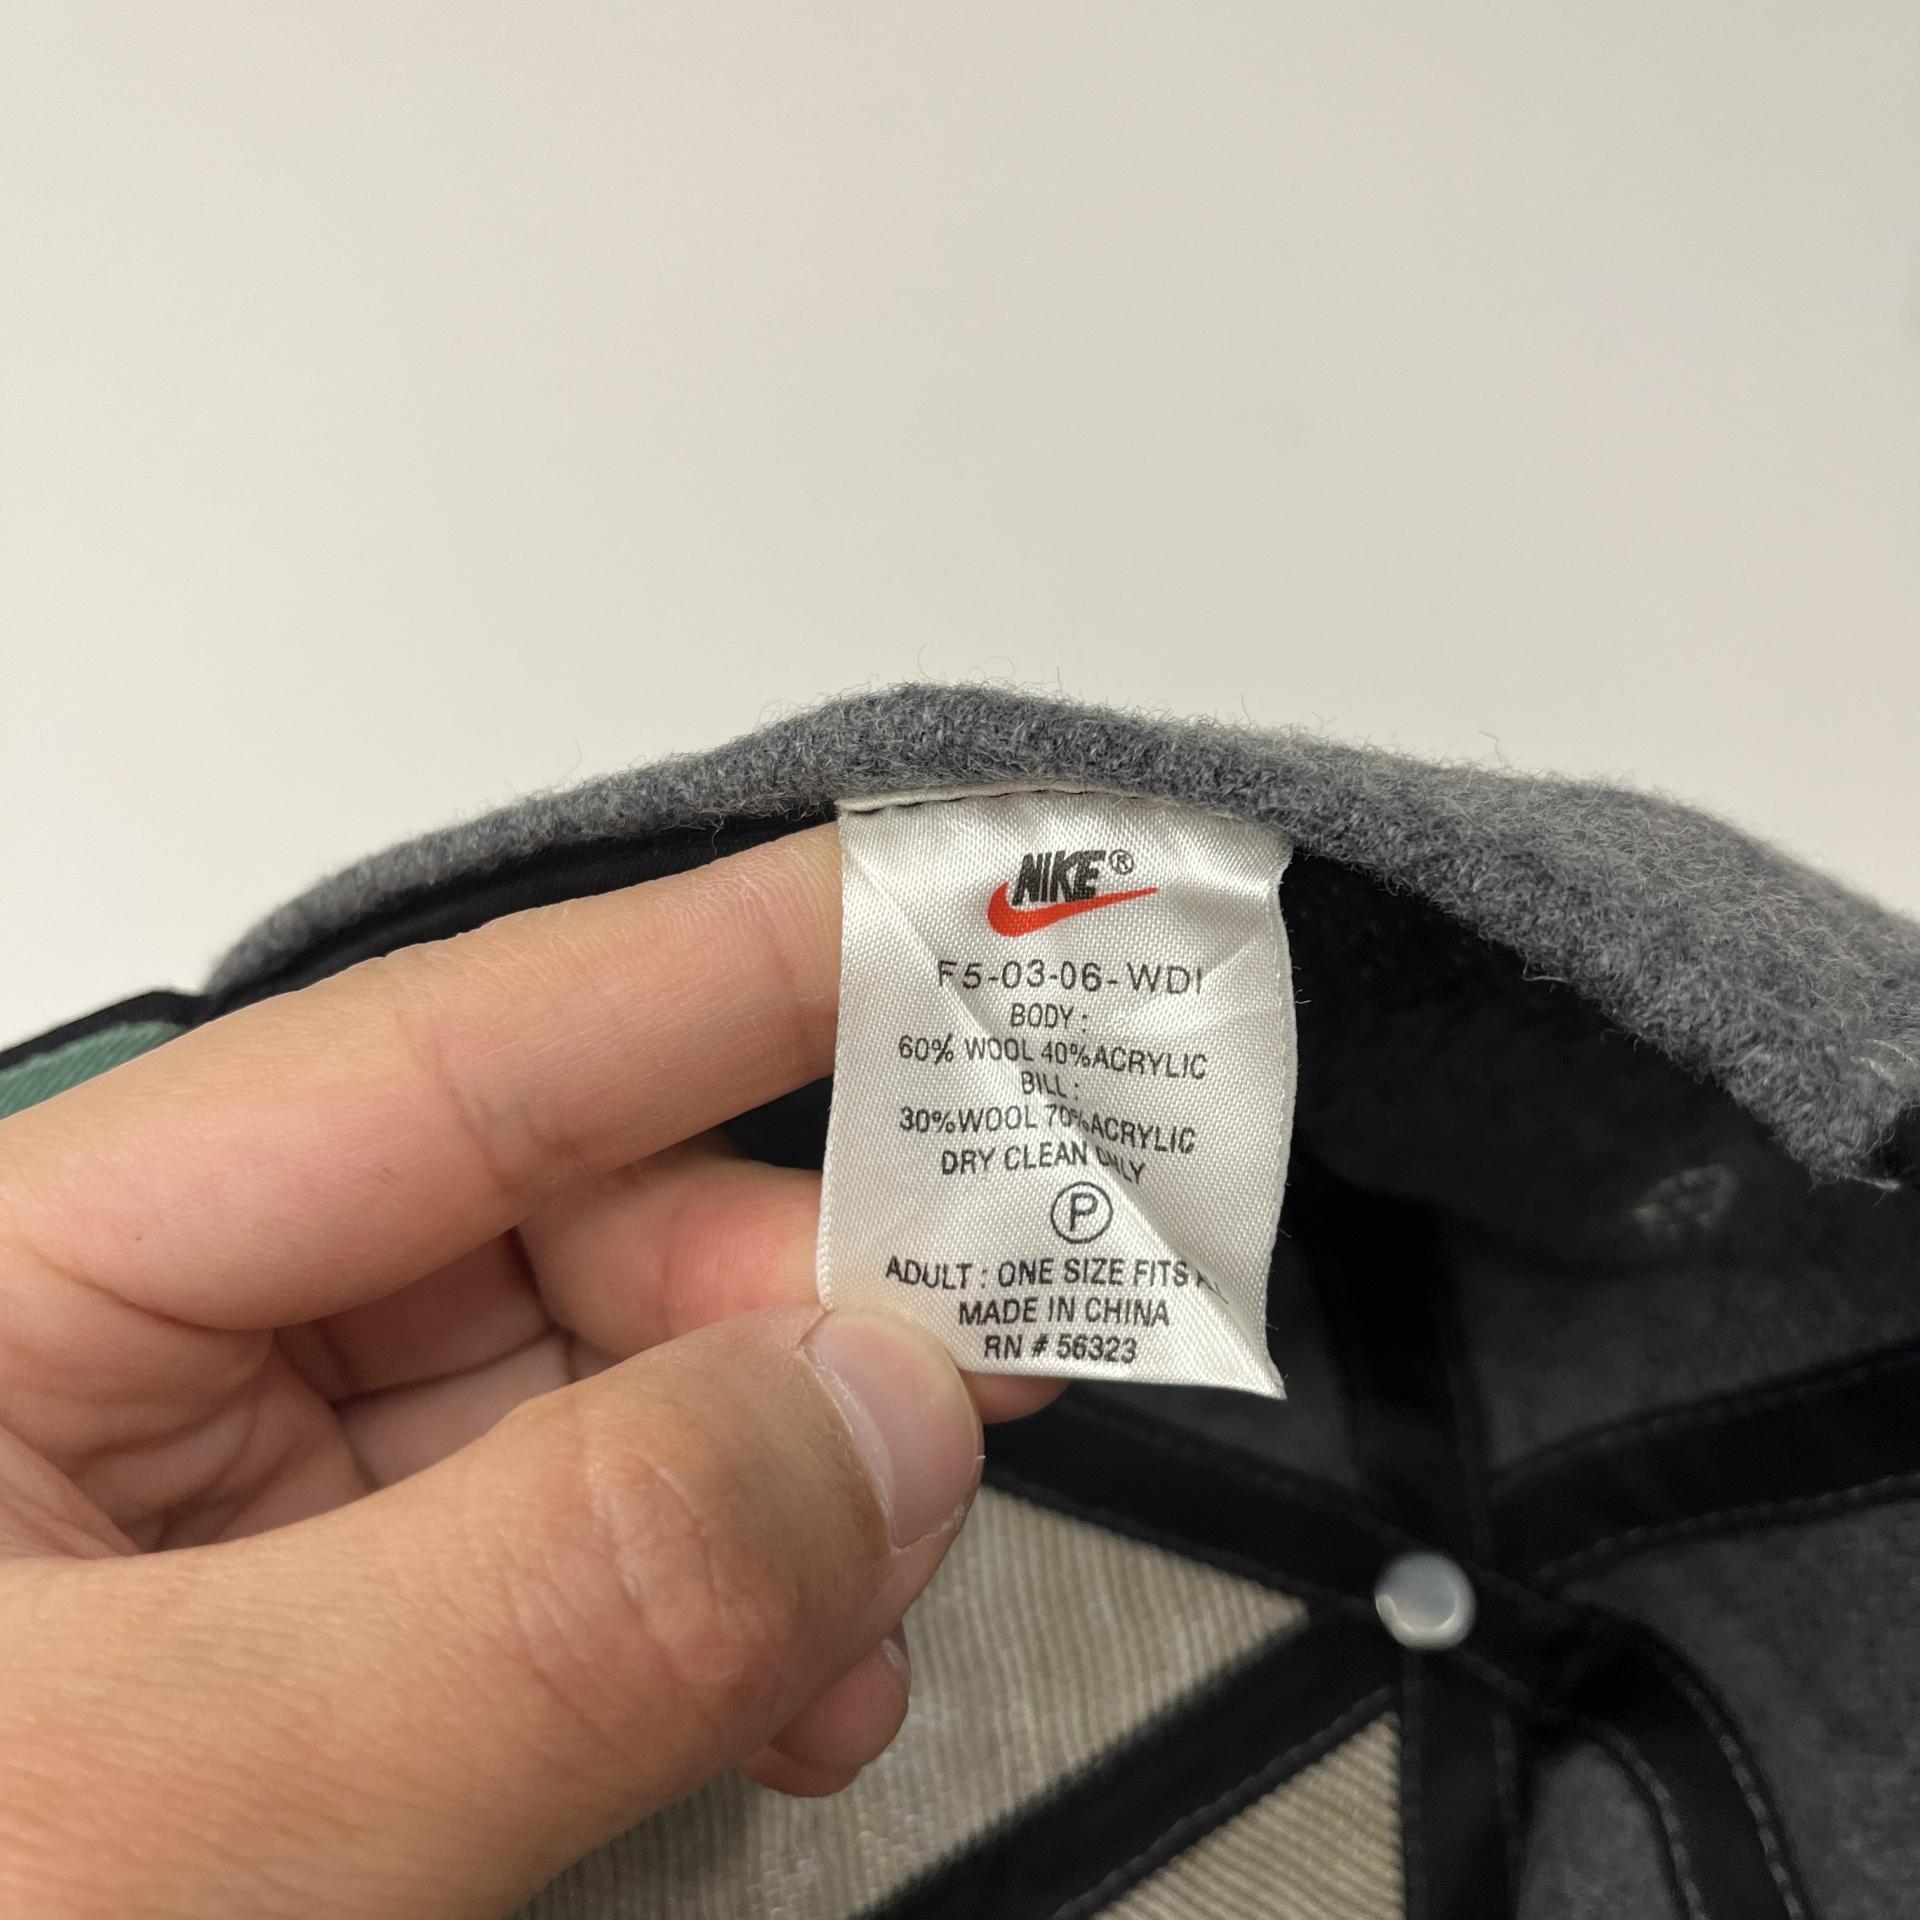 NIKE®
F5-03-06-WDI
BODY:
60% WOOL 40%ACRYLIC
BILL:
30%WOOL 70%ACRYLIC
DRY CLEAN ONLY
P
ADULT: ONE SIZE FITS
MADE IN CHINA
RN # 56323